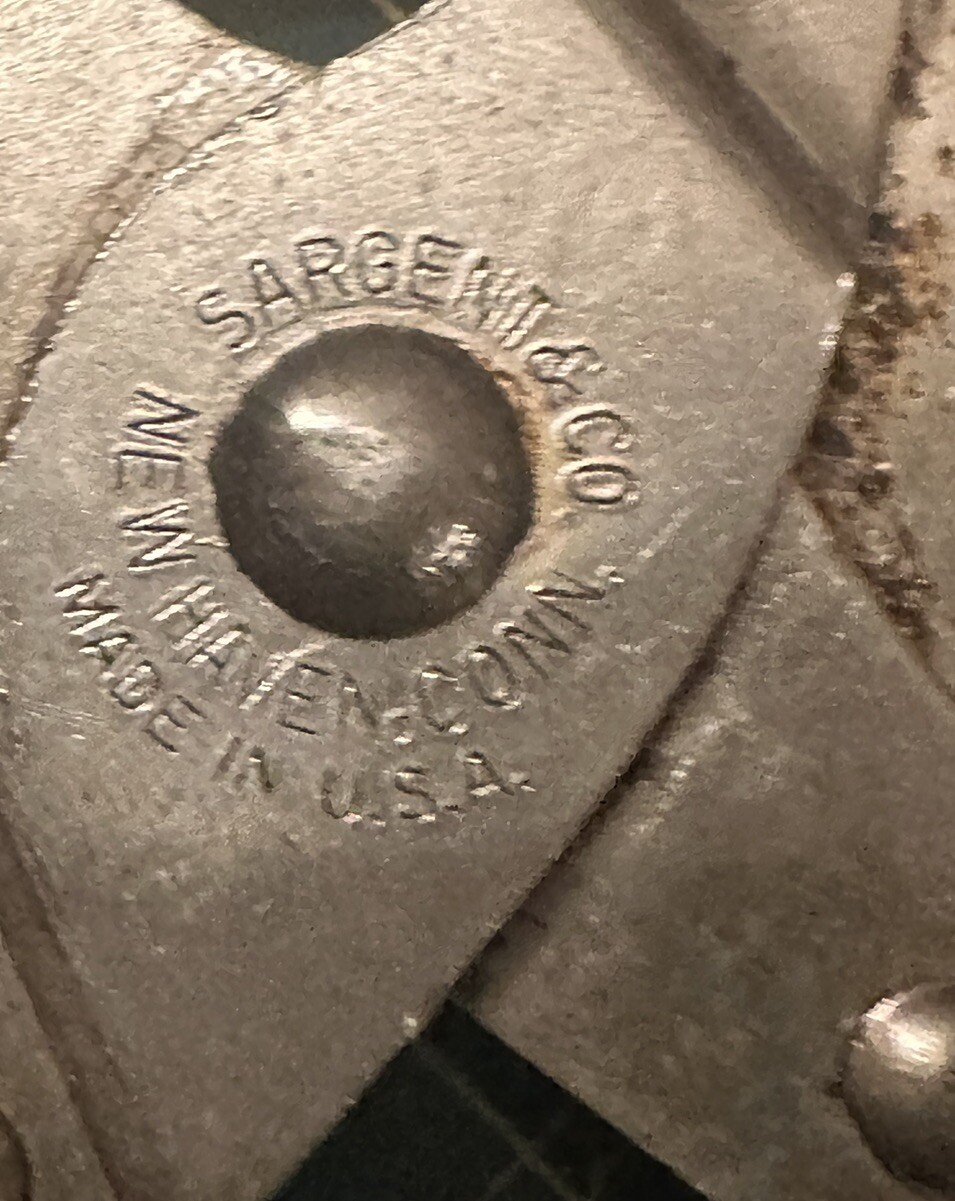 SARGENT & CO.
NEW HAVEN, CONN.
MADE IN U.S.A.